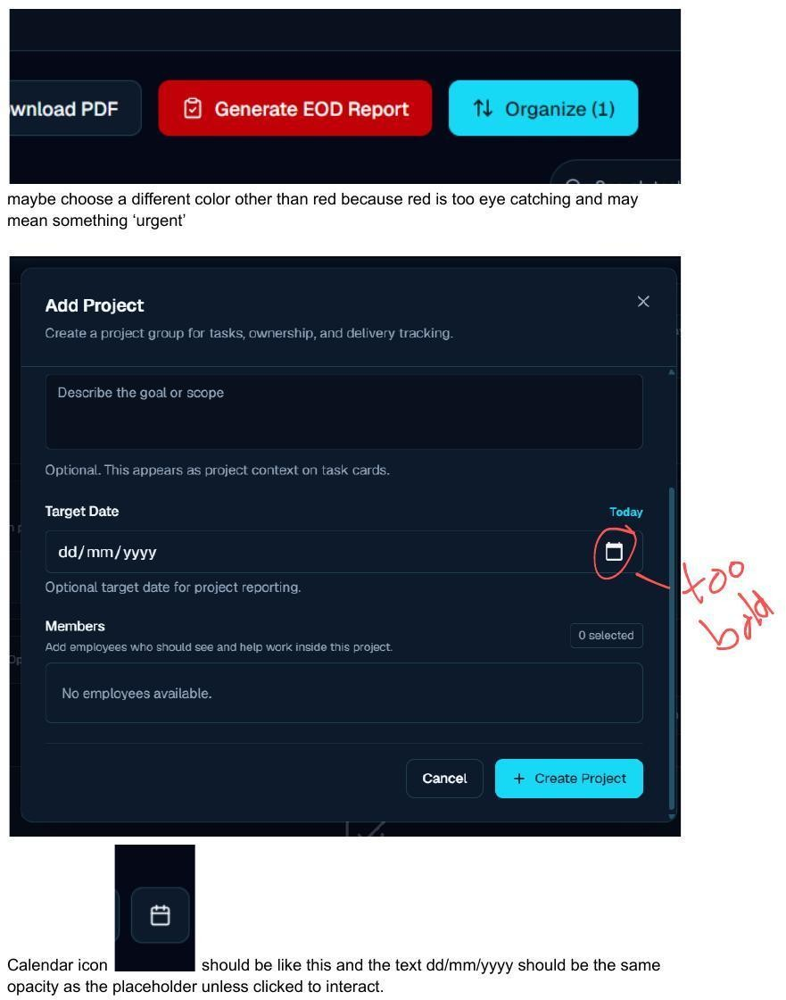 wnload PDF
Generate EOD Report
Organize (1)
maybe choose a different color other than red because red is too eye catching and may
mean something ‘urgent’
Add Project
Create a project group for tasks, ownership, and delivery tracking.
Describe the goal or scope
Optional. This appears as project context on task cards.
Target Date
Today
dd/mm/yyyy
Optional target date for project reporting.
too
bold
Members
Add employees who should see and help work inside this project.
0 selected
No employees available.
Cancel
+ Create Project
Calendar icon should be like this and the text dd/mm/yyyy should be the same
opacity as the placeholder unless clicked to interact.